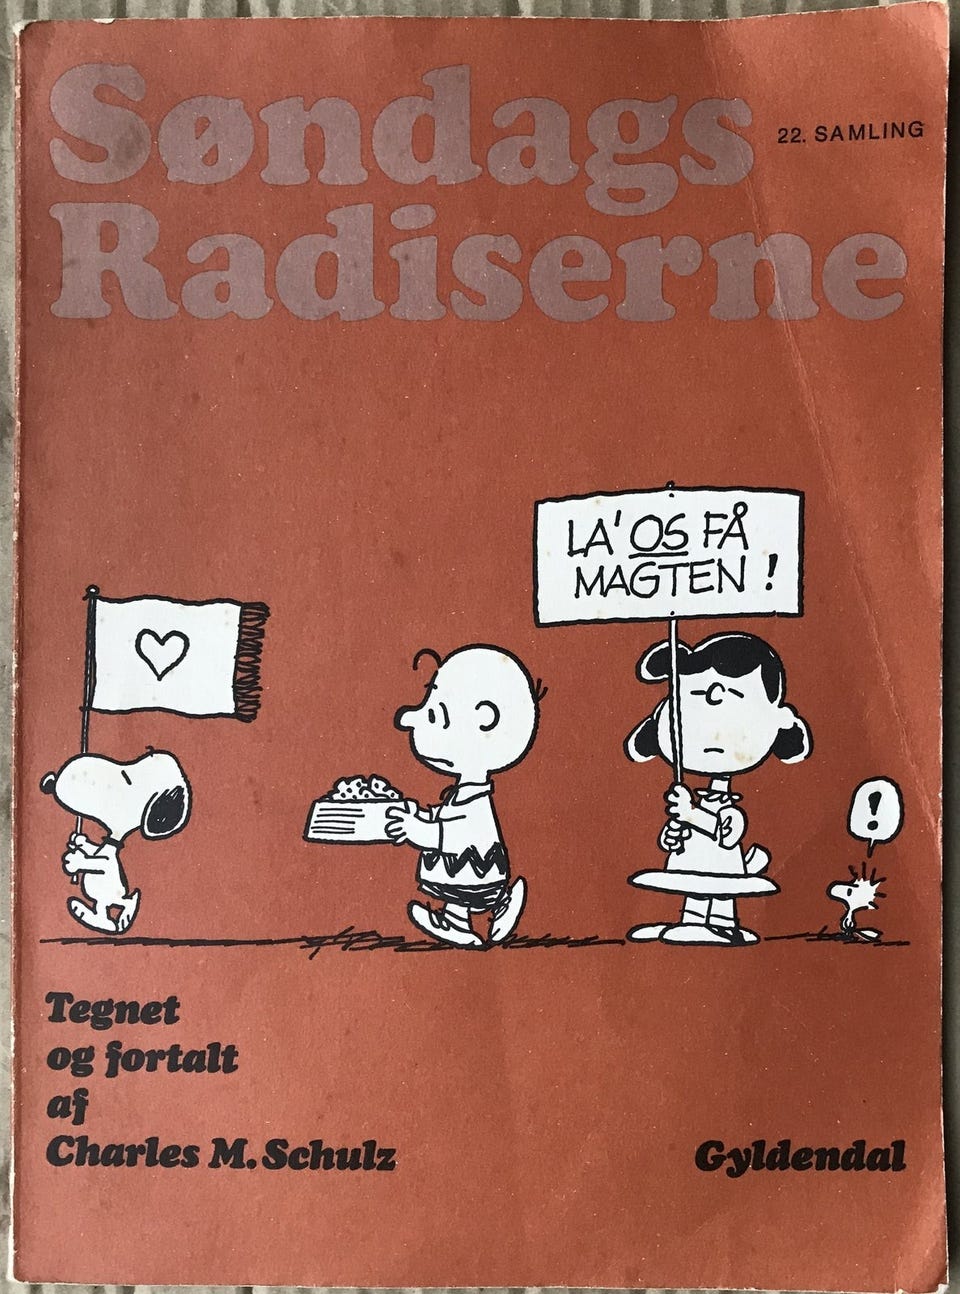 Søndags
22. SAMLING
Radiserne
LA' OS FÅ
MAGTEN !
!
Tegnet
og fortalt
af
Charles M. Schulz
Gyldendal